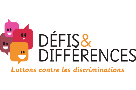 DÉFIS&
DIFFÉRENCES
Luttons contre les discriminations